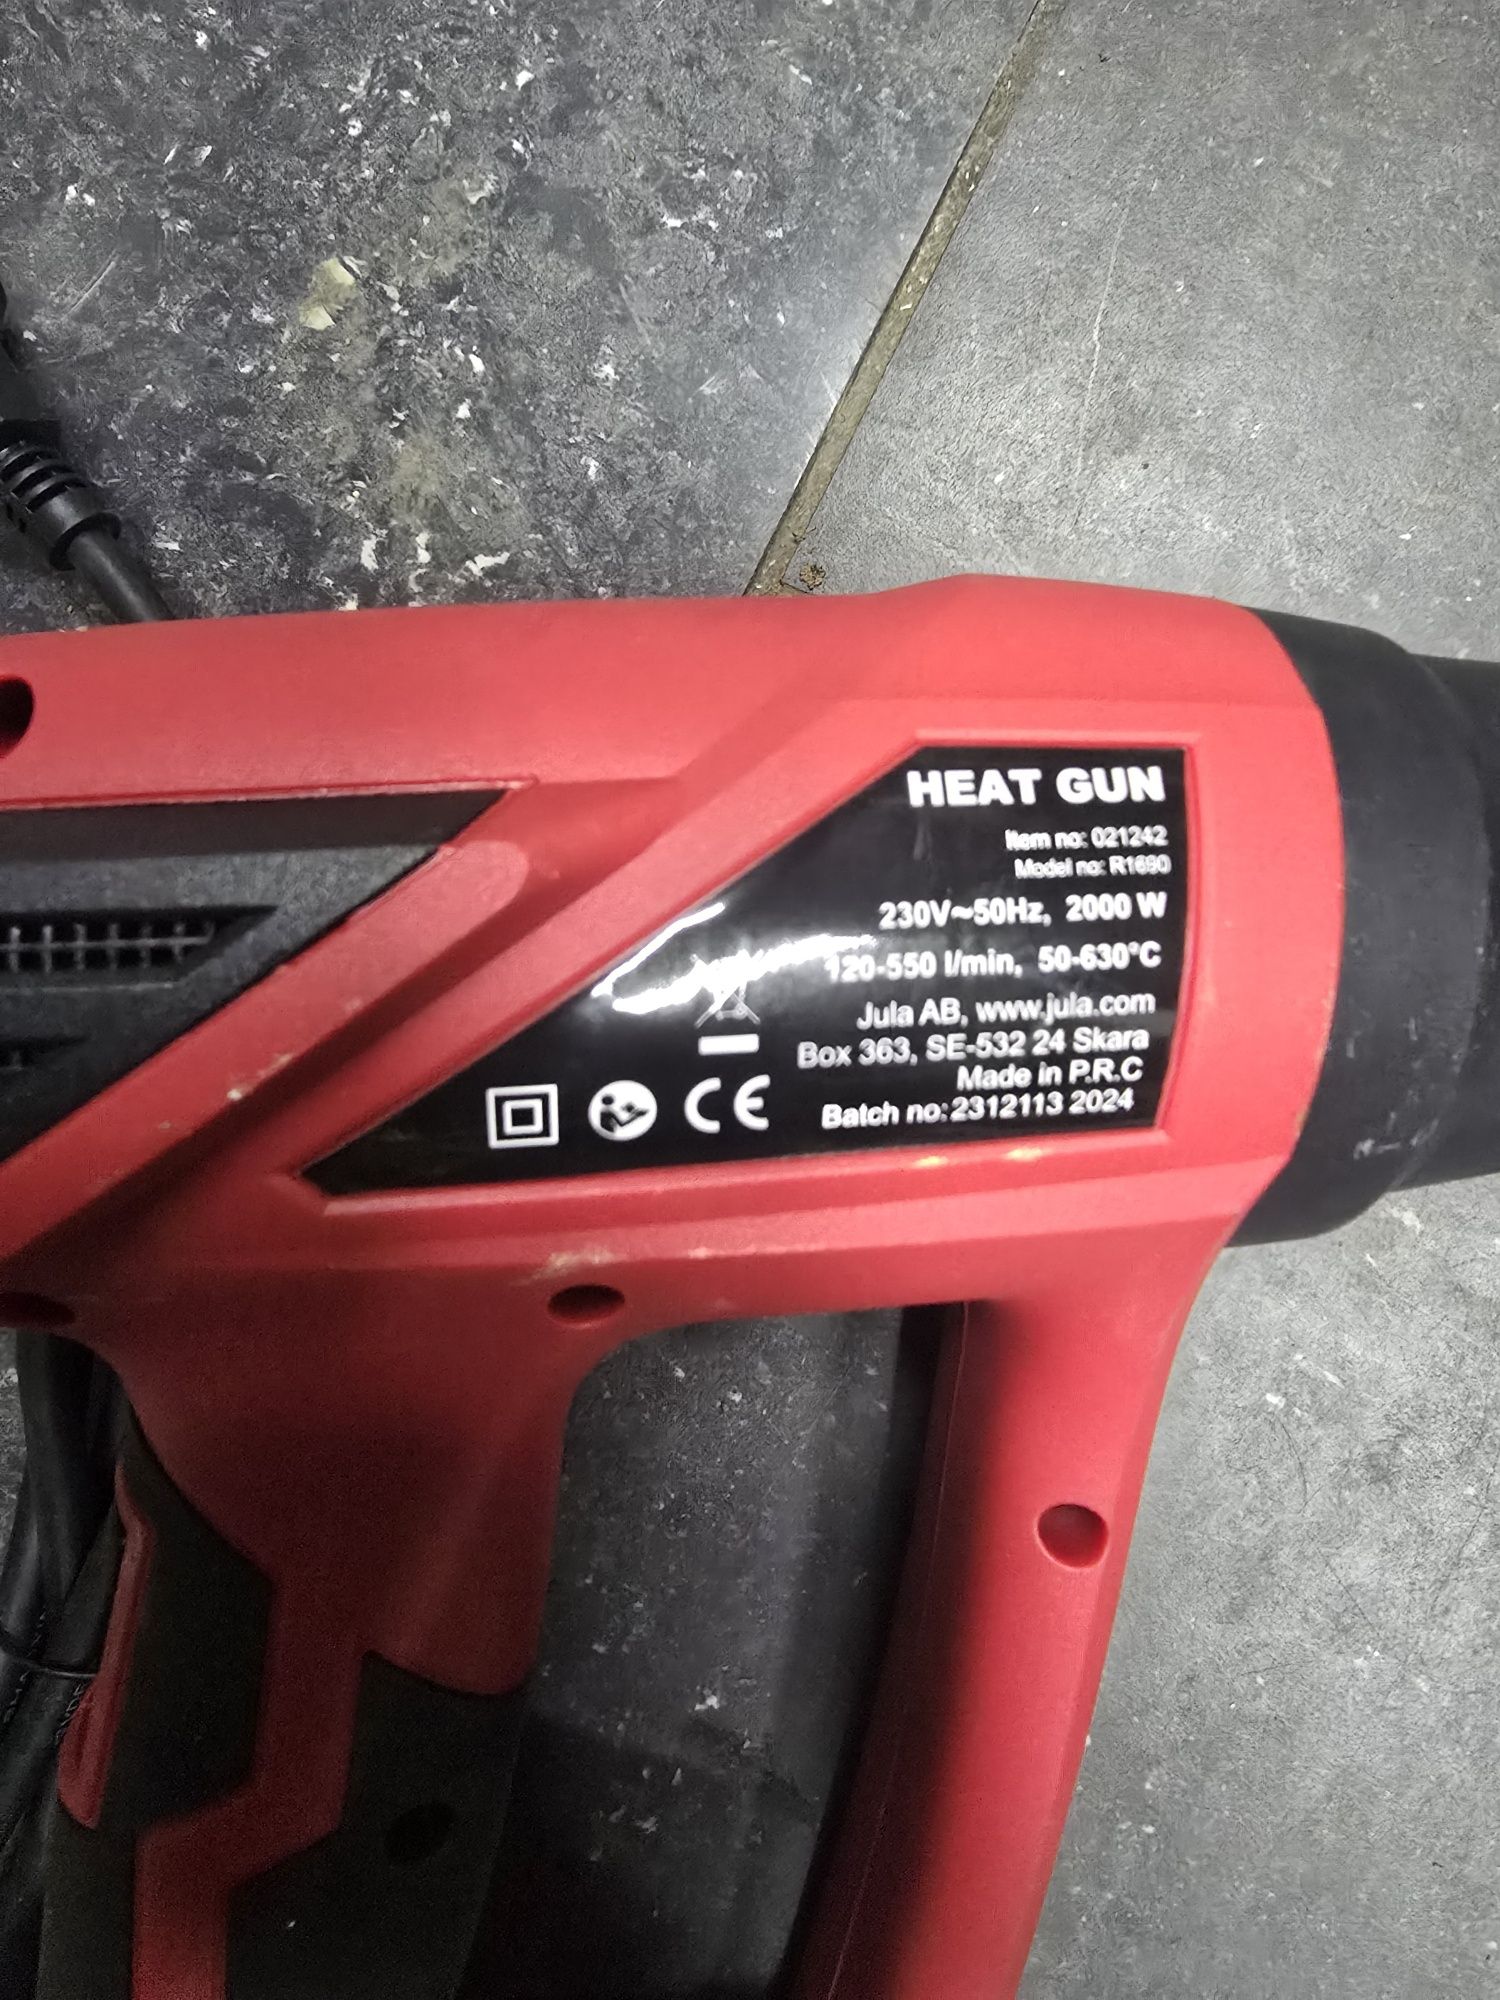 HEAT GUN
Item no: 021242
Model no: R1690
230V~50Hz, 2000 W
120-550 l/min, 50-630°C
Jula AB, www.jula.com
Box 363, SE-532 24 Skara
Made in P.R.C
Batch no: 2312113 2024
CE